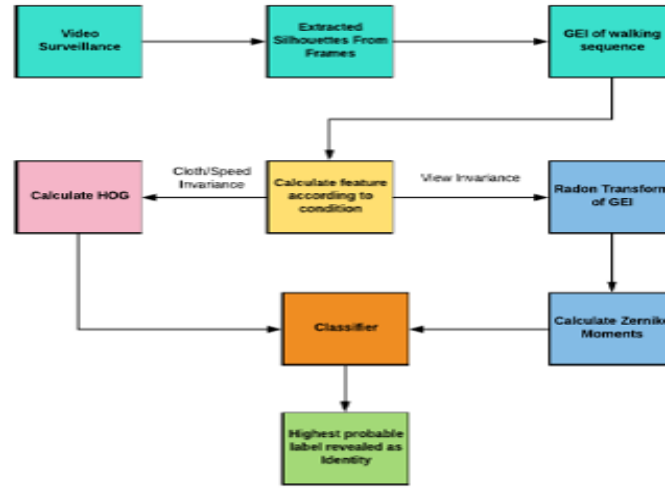 Video
Surveillance
Extracted
Silhouettes From
Frames
GEI of walking
sequence
Calculate HOG
Cloth/Speed
Invariance
Calculate feature
according to
condition
View Invariance
Radon Transform
of GEI
Classifier
Calculate Zernike
Moments
Highest probable
label revealed as
Identity